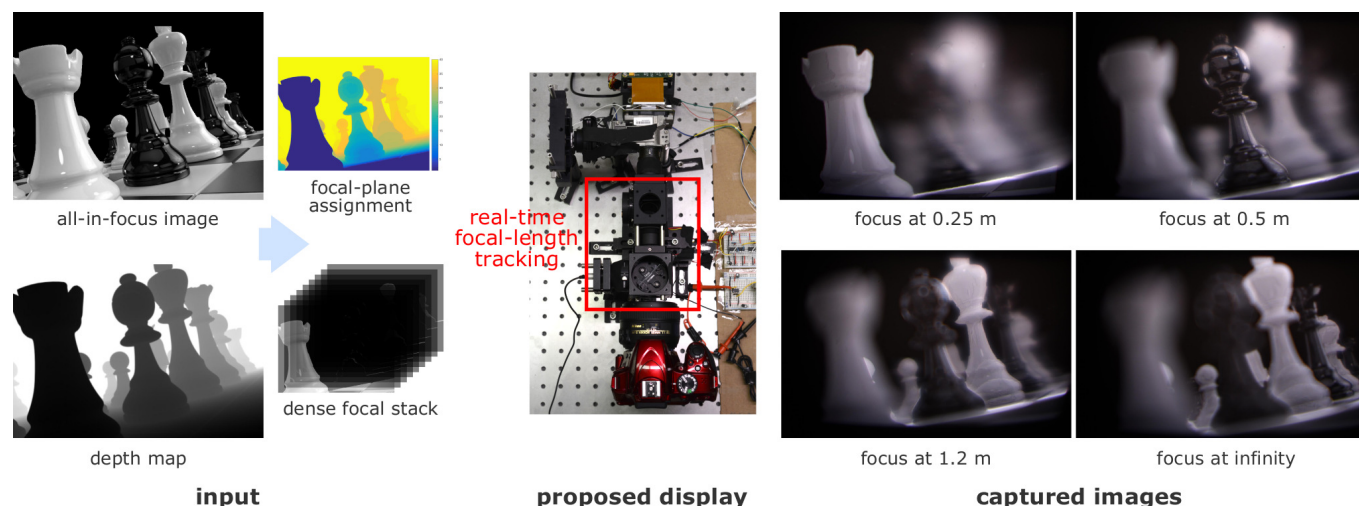 all-in-focus image
focal-plane
assignment
depth map
dense focal stack
input
real-time
focal-length
tracking
proposed display
focus at 0.25 m
focus at 0.5 m
focus at 1.2 m
focus at infinity
captured images